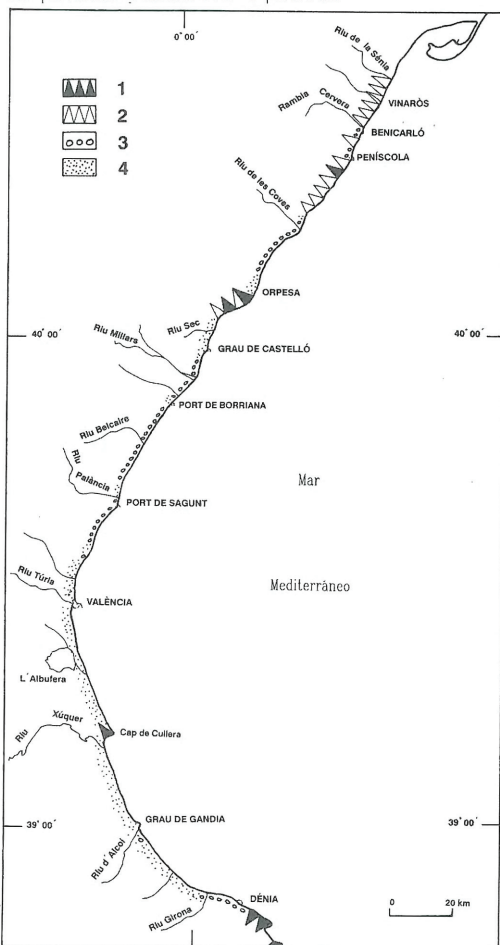 0°00'
Riu de la Sénia
1
2
3
4
Rambla Cervera
VINARÒS
BENICARLÓ
PENÍSCOLA
Riu de les Coves
ORPESA
Riu Sec
40°00'
40°00'
Riu Millars
GRAU DE CASTELLÓ
PORT DE BORRIANA
Riu Belcaire
Riu Palància
Mar
PORT DE SAGUNT
Mediterráneo
Riu Túria
VALÈNCIA
L'Albufera
Riu Xúquer
Cap de Cullera
GRAU DE GANDIA
39°00'
39°00'
Riu d'Alcoi
DÉNIA
0 20 km
Riu Girona